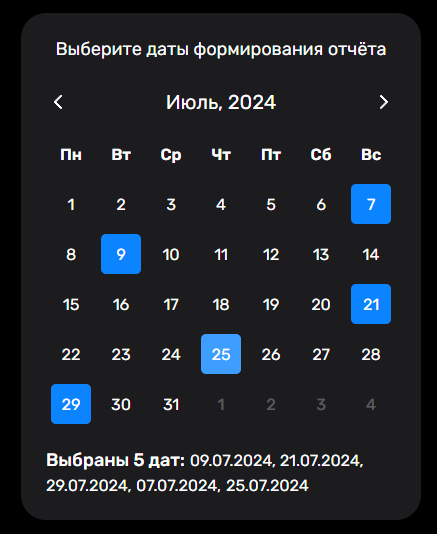 Выберите даты формирования отчёта
Июль, 2024
Пн Вт Ср Чт Пт Сб Вс
1 2 3 4 5 6 7
8 9 10 11 12 13 14
15 16 17 18 19 20 21
22 23 24 25 26 27 28
29 30 31 1 2 3 4
Выбраны 5 дат: 09.07.2024, 21.07.2024,
29.07.2024, 07.07.2024, 25.07.2024